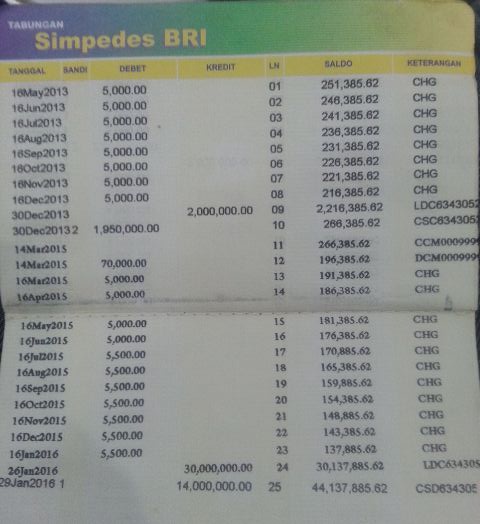 TABUNGAN
Simpedes BRI
TANGGAL SANDI DEBET KREDIT LN SALDO KETERANGAN
16May2013 5,000.00 01 251,385.62 CHG
16Jun2013 5,000.00 02 246,385.62 CHG
16Jul2013 5,000.00 03 241,385.62 CHG
16Aug2013 5,000.00 04 236,385.62 CHG
16Sep2013 5,000.00 05 231,385.62 CHG
16Oct2013 5,000.00 06 226,385.62 CHG
16Nov2013 5,000.00 07 221,385.62 CHG
16Dec2013 5,000.00 08 216,385.62 CHG
30Dec2013 2,000,000.00 09 2,216,385.62 LDC6343052
30Dec2013 2 1,950,000.00 10 266,385.62 CSC6343052
14Mar2015 11 266,385.62 CCM0009999
14Mar2015 70,000.00 12 196,385.62 DCM0009999
16Mar2015 5,000.00 13 191,385.62 CHG
16Apr2015 5,000.00 14 186,385.62 CHG
16May2015 5,000.00 15 181,385.62 CHG
16Jun2015 5,000.00 16 176,385.62 CHG
16Jul2015 5,500.00 17 170,885.62 CHG
16Aug2015 5,500.00 18 165,385.62 CHG
16Sep2015 5,500.00 19 159,885.62 CHG
16Oct2015 5,500.00 20 154,385.62 CHG
16Nov2015 5,500.00 21 148,885.62 CHG
16Dec2015 5,500.00 22 143,385.62 CHG
16Jan2016 5,500.00 23 137,885.62 CHG
26Jan2016 30,000,000.00 24 30,137,885.62 LDC634305
29Jan2016 1 14,000,000.00 25 44,137,885.62 CSD634305